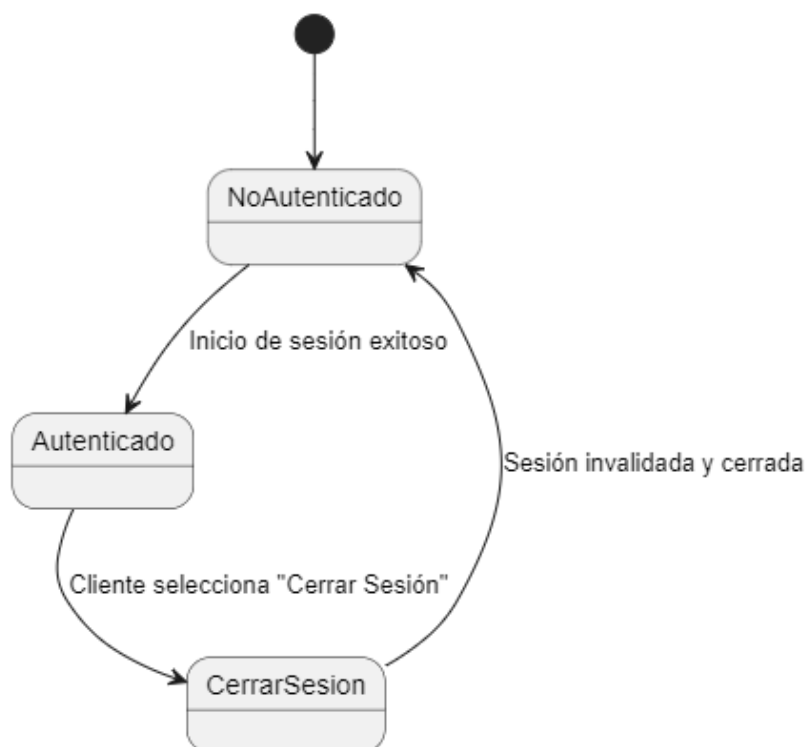 NoAutenticado
Inicio de sesión exitoso
Autenticado
Sesión invalidada y cerrada
Cliente selecciona "Cerrar Sesión"
CerrarSesion